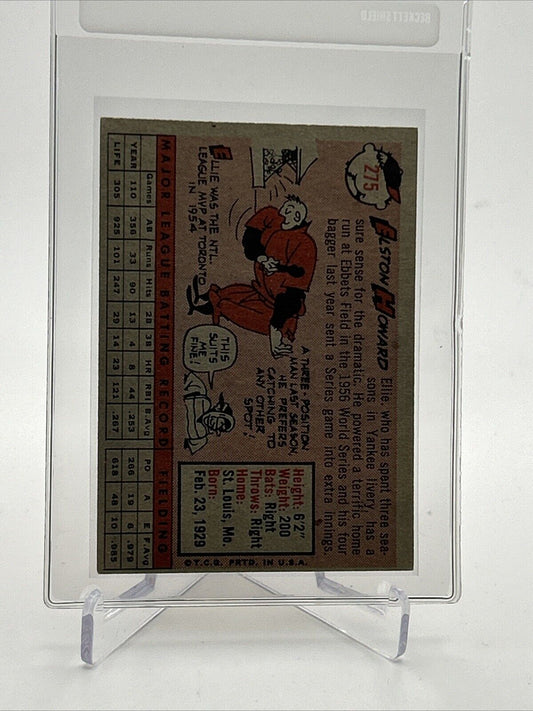 BECKETT SHIELD
275
ELSTON HOWARD
Ellie, who has spent three sea-
sons in Yankee livery, has a
sure sense for the dramatic. He powered a terrific home
run at Ebbets Field in the 1956 World Series and his four
bagger last year sent a Series game into extra innings.
ELLIE WAS THE NTL.
LEAGUE MVP AT TORONTO
IN 1954
A THREE-POSITION
MAN LAST SEASON,
HE PREFERS
CATCHING TO
ANY OTHER
SPOT!
THIS
SUITS
ME
FINE!
Height: 6'2"
Weight: 200
Bats: Right
Throws: Right
Home:
St. Louis, Mo.
Born:
Feb. 23, 1929
MAJOR LEAGUE BATTING RECORD FIELDING
Games AB Runs Hits 2B 3B HR RBI B-Avg PO A E F.Avg
YEAR 110 356 33 90 13 4 8 44 .253 286 19 6 .979
LIFE 305 925 101 247 29 14 23 121 .267 618 48 10 .985
©T.C.G. PRTD. IN U.S.A.